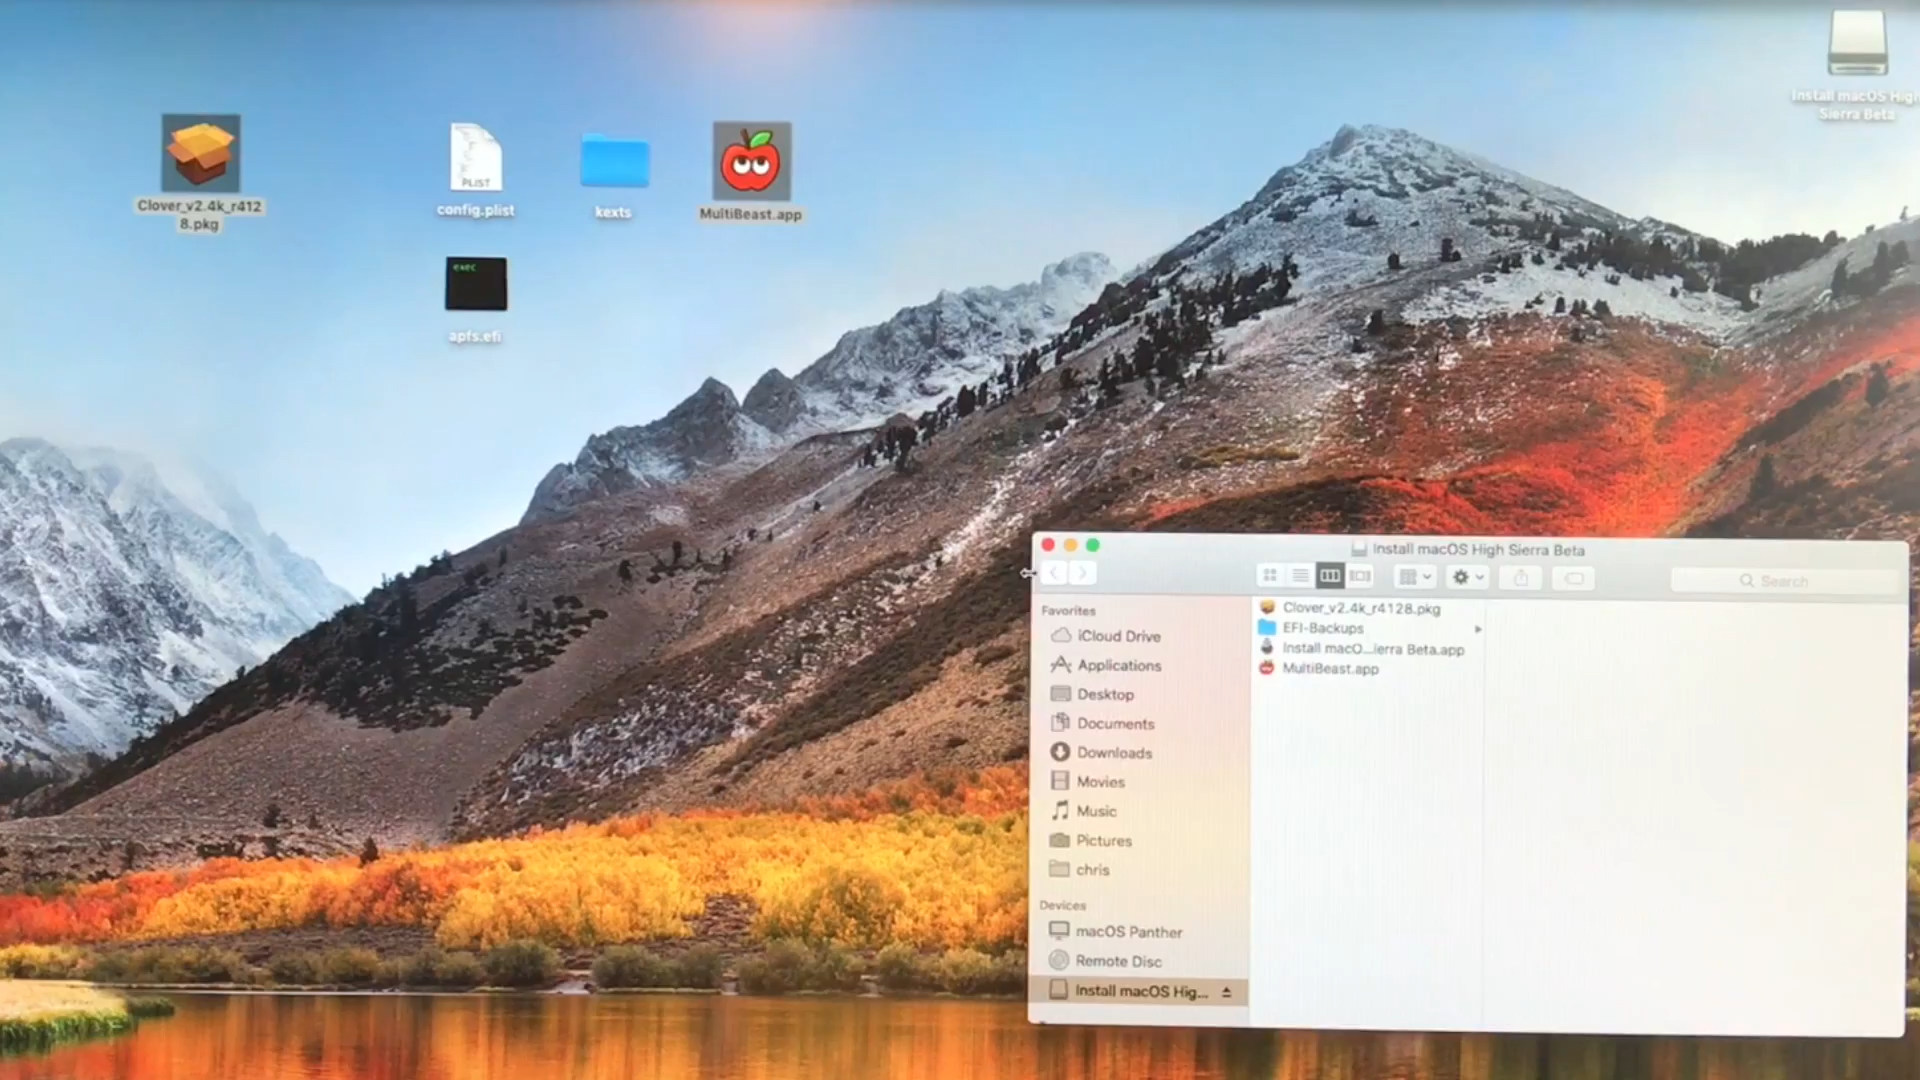 Install macOS High
Sierra Beta
Clover_v2.4k_r412
8.pkg
PLIST
config.plist
kexts
MultiBeast.app
exec
apfs.efi
Install macOS High Sierra Beta
Search
Favorites
iCloud Drive
Applications
Desktop
Documents
Downloads
Movies
Music
Pictures
chris
Devices
macOS Panther
Remote Disc
Install macOS Hig...
Clover_v2.4k_r4128.pkg
EFI-Backups
Install macO...ierra Beta.app
MultiBeast.app